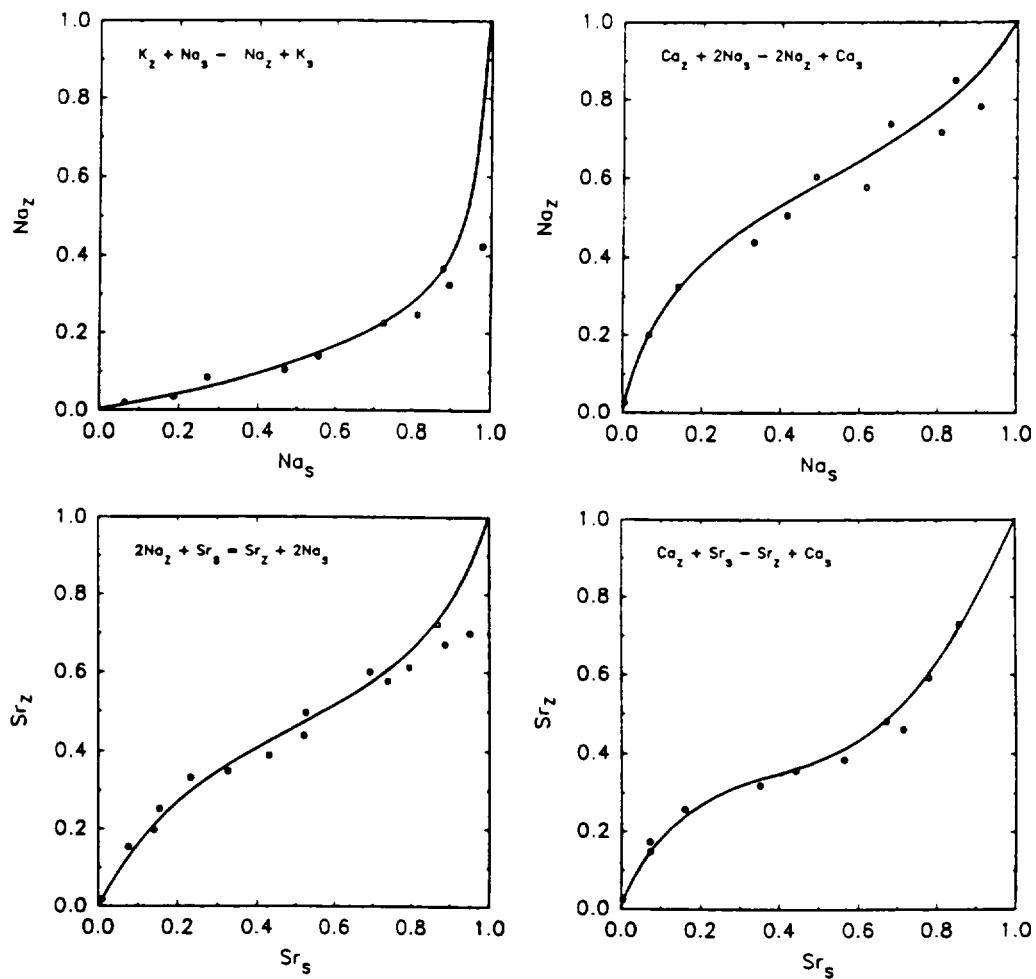 K_z + Na_s – Na_z + K_s
1.0
0.8
0.6
0.4
0.2
0.0
Na_z
0.0 0.2 0.4 0.6 0.8 1.0
Na_s
Ca_z + 2Na_s – 2Na_z + Ca_s
1.0
0.8
0.6
0.4
0.2
0.0
Na_z
0.0 0.2 0.4 0.6 0.8 1.0
Na_s
2Na_z + Sr_s = Sr_z + 2Na_s
1.0
0.8
0.6
0.4
0.2
0.0
Sr_z
0.0 0.2 0.4 0.6 0.8 1.0
Sr_s
Ca_z + Sr_s – Sr_z + Ca_s
1.0
0.8
0.6
0.4
0.2
0.0
Sr_z
0.0 0.2 0.4 0.6 0.8 1.0
Sr_s